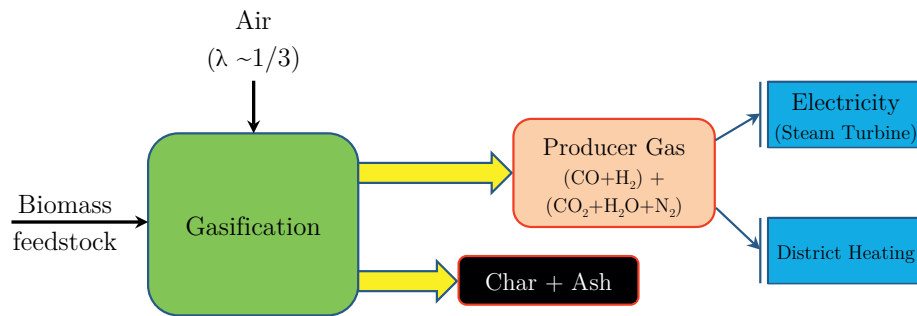 Air
(λ ~1/3)
Biomass
feedstock
Gasification
Producer Gas
(CO+H₂) +
(CO₂+H₂O+N₂)
Char + Ash
Electricity
(Steam Turbine)
District Heating